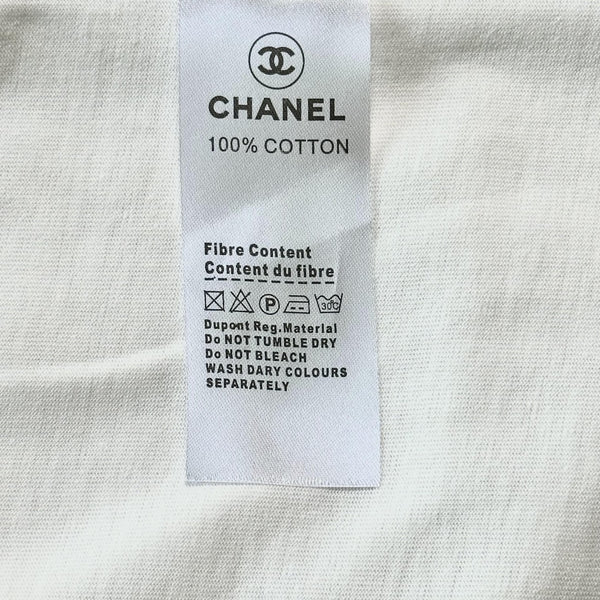 CHANEL
100% COTTON
Fibre Content
Content du fibre
P 30C
Dupont Reg.Material
Do NOT TUMBLE DRY
Do NOT BLEACH
WASH DARY COLOURS
SEPARATELY